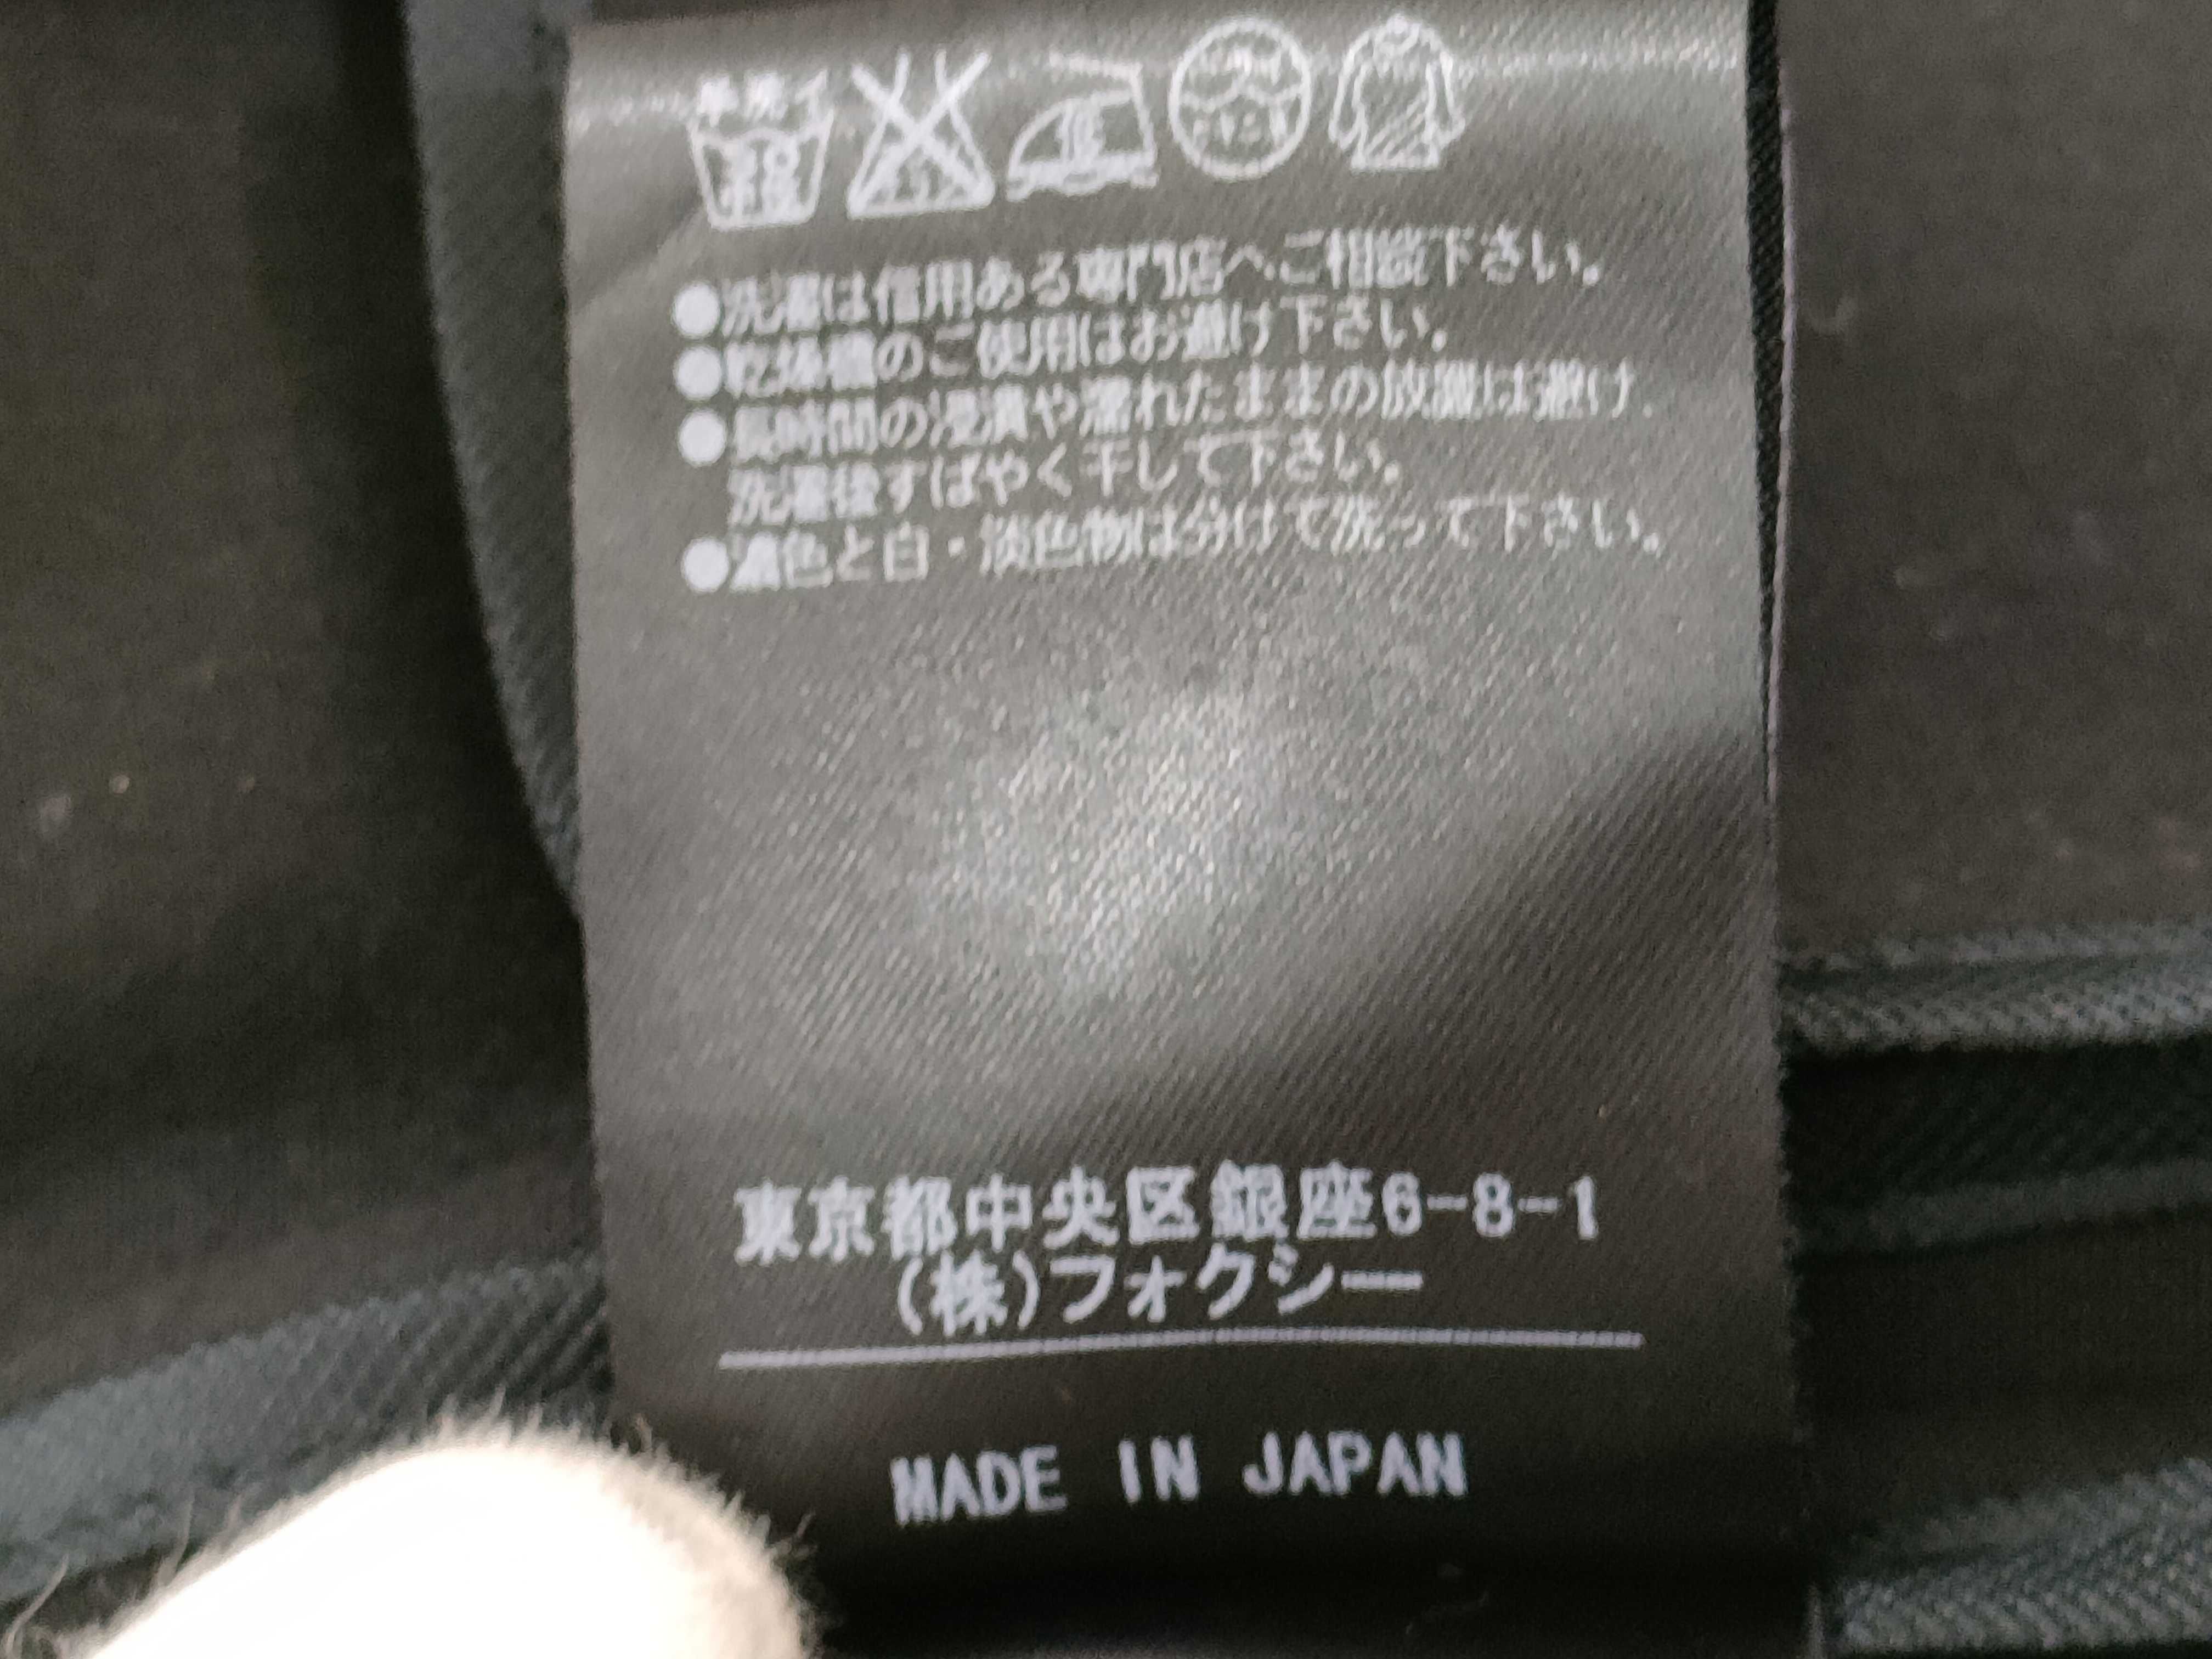 手洗イ
30
中性
低
●洗濯は信用ある専門店へご相談下さい。
●乾燥機のご使用はお避け下さい。
●長時間の浸漬や濡れたままの放置は避け
洗濯後すばやく干して下さい。
●濃色と白・淡色物は分けて洗って下さい。
東京都中央区銀座6-8-1
(株)フォクシー
MADE IN JAPAN